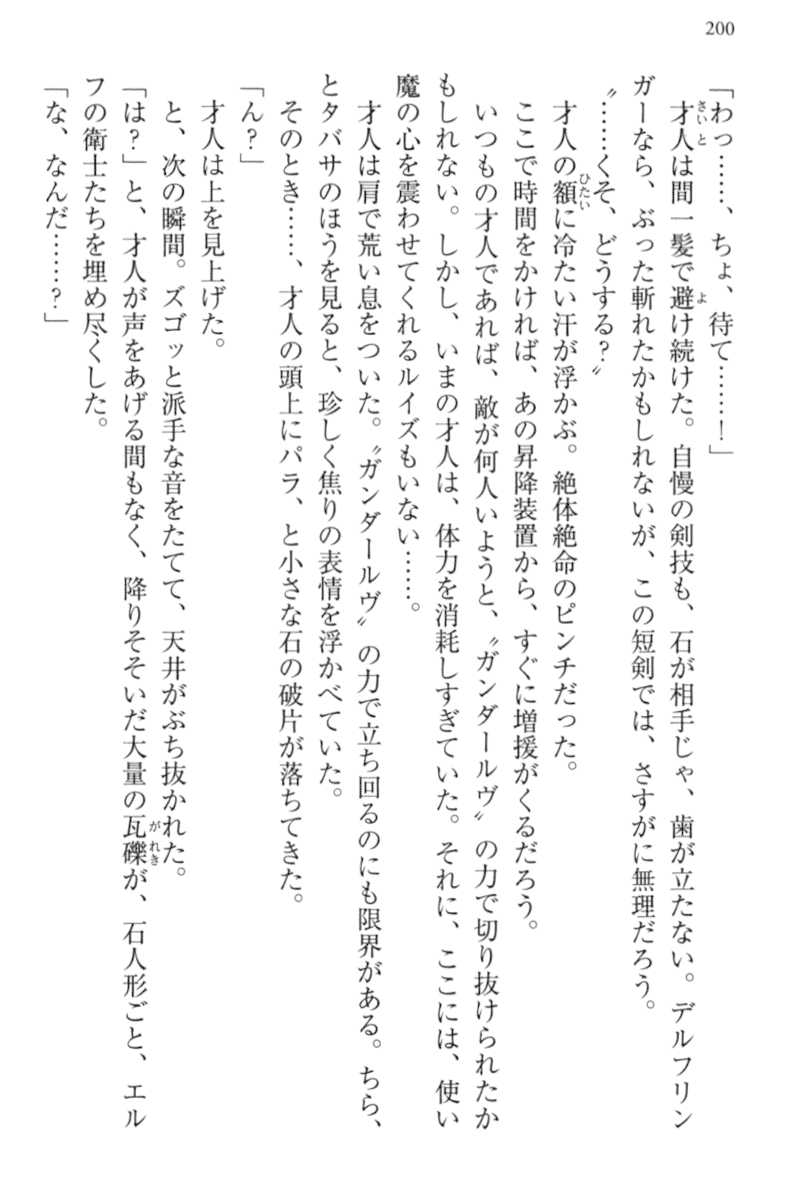 200
「わっ……、ちょ、待て……！」
　才人は間一髪で避け続けた。自慢の剣技も、石が相手じゃ、歯が立たない。デルフリン
ガーなら、ぶった斬れたかもしれないが、この短剣では、さすがに無理だろう。
〝……くそ、どうする？〟
　才人の額に冷たい汗が浮かぶ。絶体絶命のピンチだった。
　ここで時間をかければ、あの昇降装置から、すぐに増援がくるだろう。
　いつもの才人であれば、敵が何人いようと、〝ガンダールヴ〟の力で切り抜けられたか
もしれない。しかし、いまの才人は、体力を消耗しすぎていた。それに、ここには、使い
魔の心を震わせてくれるルイズもいない……。
　才人は肩で荒い息をついた。〝ガンダールヴ〟の力で立ち回るのにも限界がある。ちら、
とタバサのほうを見ると、珍しく焦りの表情を浮かべていた。
　そのとき……、才人の頭上にパラ、と小さな石の破片が落ちてきた。
「ん？」
　才人は上を見上げた。
　と、次の瞬間。ズゴッと派手な音をたてて、天井がぶち抜かれた。
「は？」と、才人が声をあげる間もなく、降りそそいだ大量の瓦礫が、石人形ごと、エル
フの衛士たちを埋め尽くした。
「な、なんだ……？」